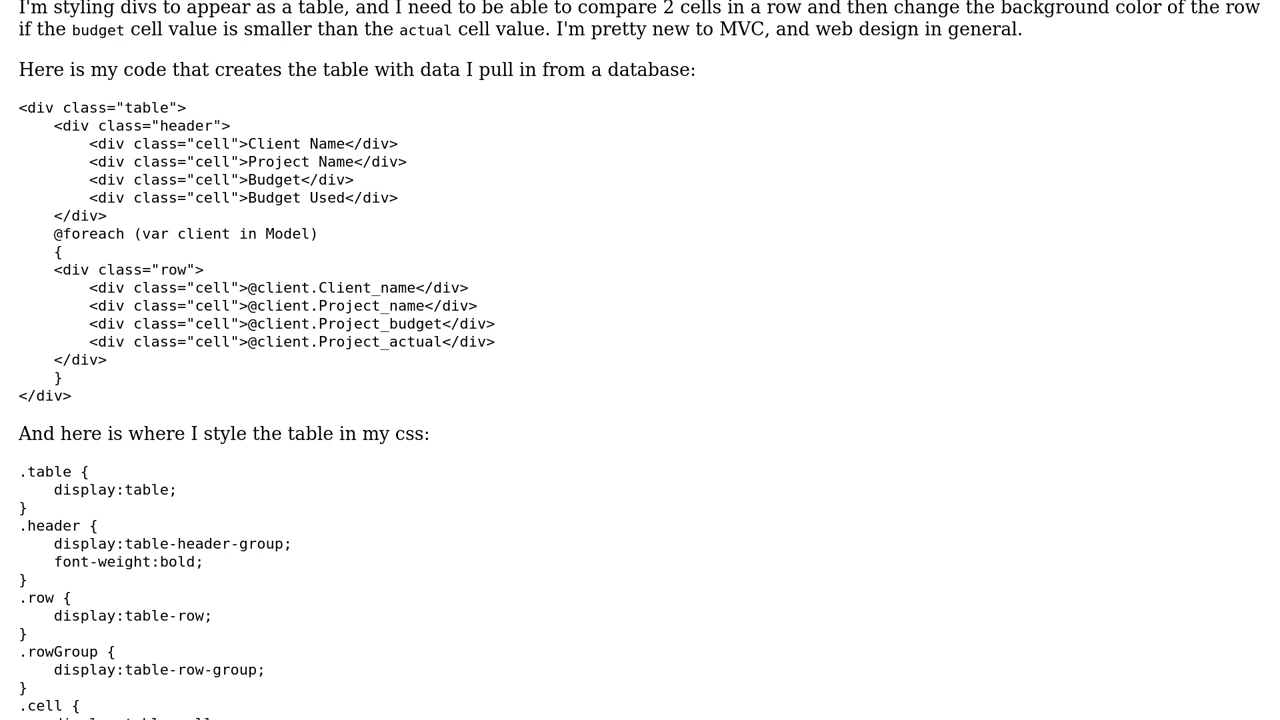 I'm styling divs to appear as a table, and I need to be able to compare 2 cells in a row and then change the background color of the row
if the budget cell value is smaller than the actual cell value. I'm pretty new to MVC, and web design in general.
Here is my code that creates the table with data I pull in from a database:
<div class="table">
    <div class="header">
        <div class="cell">Client Name</div>
        <div class="cell">Project Name</div>
        <div class="cell">Budget</div>
        <div class="cell">Budget Used</div>
    </div>
    @foreach (var client in Model)
    {
    <div class="row">
        <div class="cell">@client.Client_name</div>
        <div class="cell">@client.Project_name</div>
        <div class="cell">@client.Project_budget</div>
        <div class="cell">@client.Project_actual</div>
    </div>
    }
</div>
And here is where I style the table in my css:
.table {
    display:table;
}
.header {
    display:table-header-group;
    font-weight:bold;
}
.row {
    display:table-row;
}
.rowGroup {
    display:table-row-group;
}
.cell {